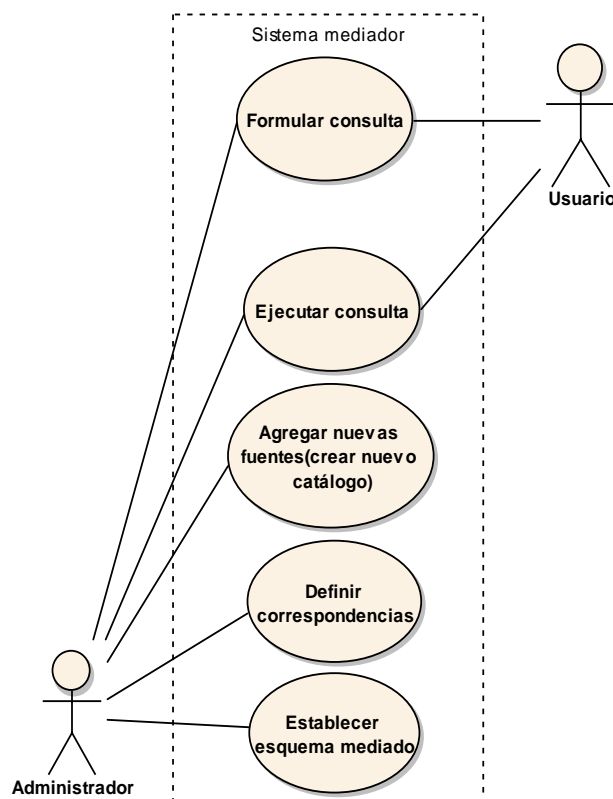 Sistema mediador
Formular consulta
Usuario
Ejecutar consulta
Agregar nuevas
fuentes(crear nuevo
catálogo)
Definir
correspondencias
Establecer
esquema mediado
Administrador